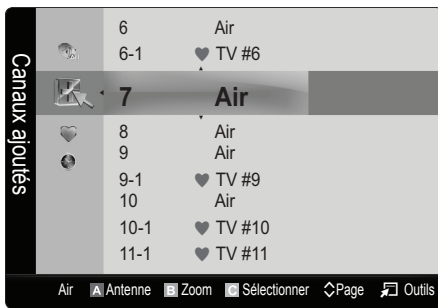 Canaux ajoutés
6 Air
6-1 ♥ TV #6
7 Air
8 Air
9 Air
9-1 ♥ TV #9
10 Air
10-1 ♥ TV #10
11-1 ♥ TV #11
Air A Antenne B Zoom C Sélectionner Page Outils